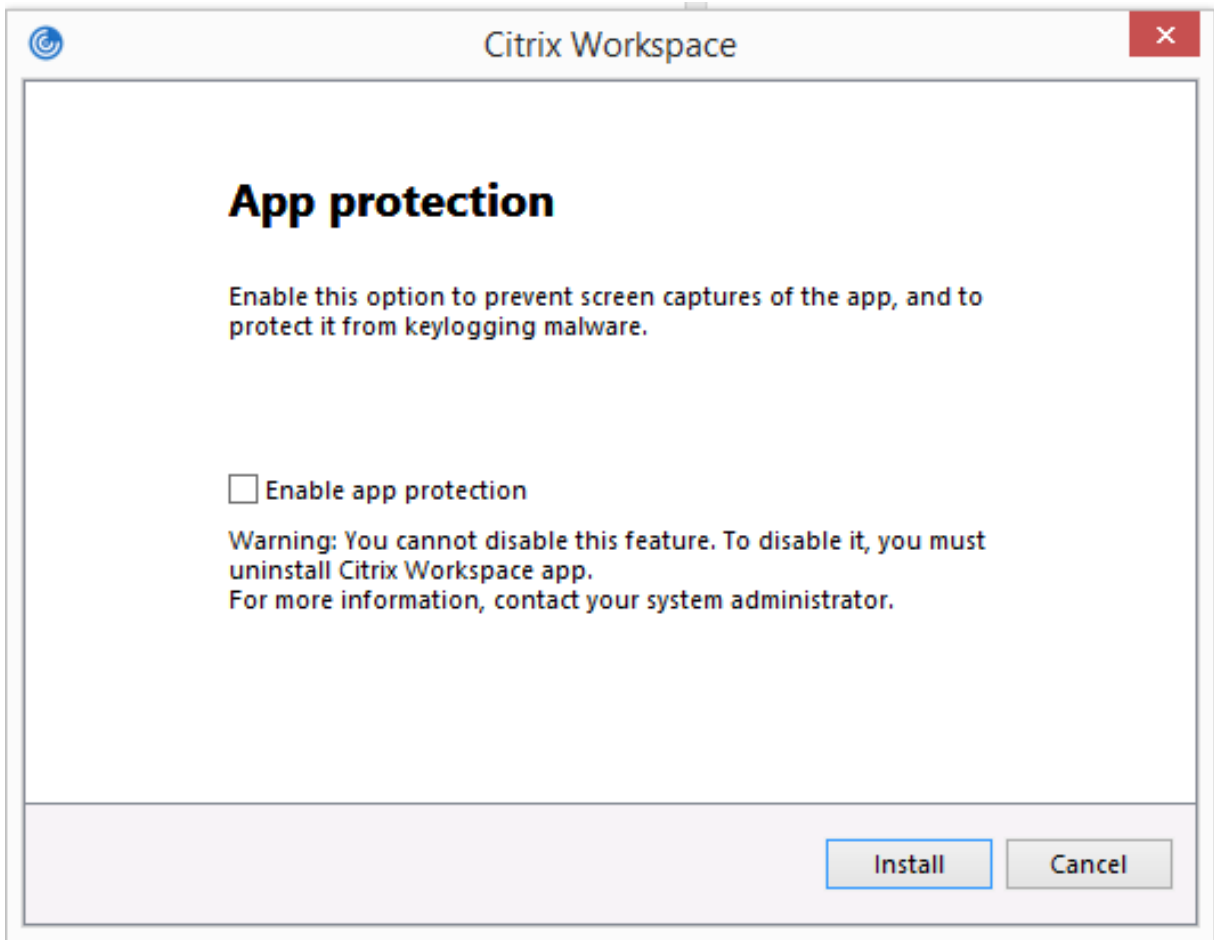 Citrix Workspace
App protection
Enable this option to prevent screen captures of the app, and to
protect it from keylogging malware.
Enable app protection
Warning: You cannot disable this feature. To disable it, you must
uninstall Citrix Workspace app.
For more information, contact your system administrator.
Install
Cancel